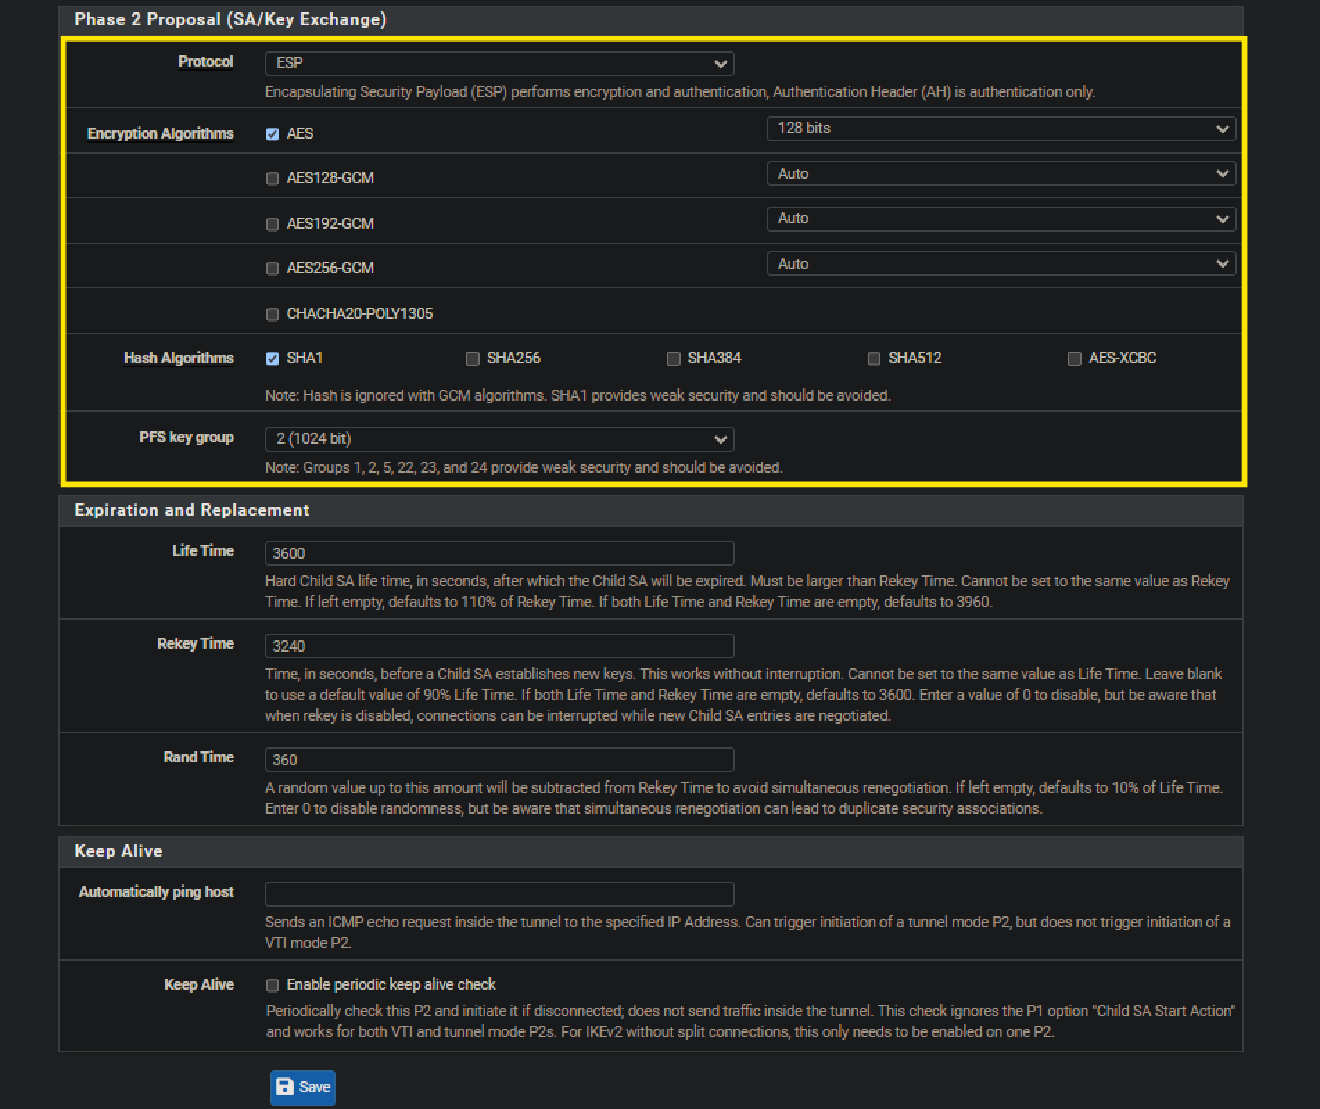 Phase 2 Proposal (SA/Key Exchange)
Protocol
ESP
Encapsulating Security Payload (ESP) performs encryption and authentication, Authentication Header (AH) is authentication only.
Encryption Algorithms
AES
128 bits
AES128-GCM
Auto
AES192-GCM
Auto
AES256-GCM
Auto
CHACHA20-POLY1305
Hash Algorithms
SHA1
SHA256
SHA384
SHA512
AES-XCBC
Note: Hash is ignored with GCM algorithms. SHA1 provides weak security and should be avoided.
PFS key group
2 (1024 bit)
Note: Groups 1, 2, 5, 22, 23, and 24 provide weak security and should be avoided.
Expiration and Replacement
Life Time
3600
Hard Child SA life time, in seconds, after which the Child SA will be expired. Must be larger than Rekey Time. Cannot be set to the same value as Rekey
Time. If left empty, defaults to 110% of Rekey Time. If both Life Time and Rekey Time are empty, defaults to 3960.
Rekey Time
3240
Time, in seconds, before a Child SA establishes new keys. This works without interruption. Cannot be set to the same value as Life Time. Leave blank
to use a default value of 90% Life Time. If both Life Time and Rekey Time are empty, defaults to 3600. Enter a value of 0 to disable, but be aware that
when rekey is disabled, connections can be interrupted while new Child SA entries are negotiated.
Rand Time
360
A random value up to this amount will be subtracted from Rekey Time to avoid simultaneous renegotiation. If left empty, defaults to 10% of Life Time.
Enter 0 to disable randomness, but be aware that simultaneous renegotiation can lead to duplicate security associations.
Keep Alive
Automatically ping host
Sends an ICMP echo request inside the tunnel to the specified IP Address. Can trigger initiation of a tunnel mode P2, but does not trigger initiation of a
VTI mode P2.
Keep Alive
Enable periodic keep alive check
Periodically check this P2 and initiate it if disconnected; does not send traffic inside the tunnel. This check ignores the P1 option "Child SA Start Action"
and works for both VTI and tunnel mode P2s. For IKEv2 without split connections, this only needs to be enabled on one P2.
Save